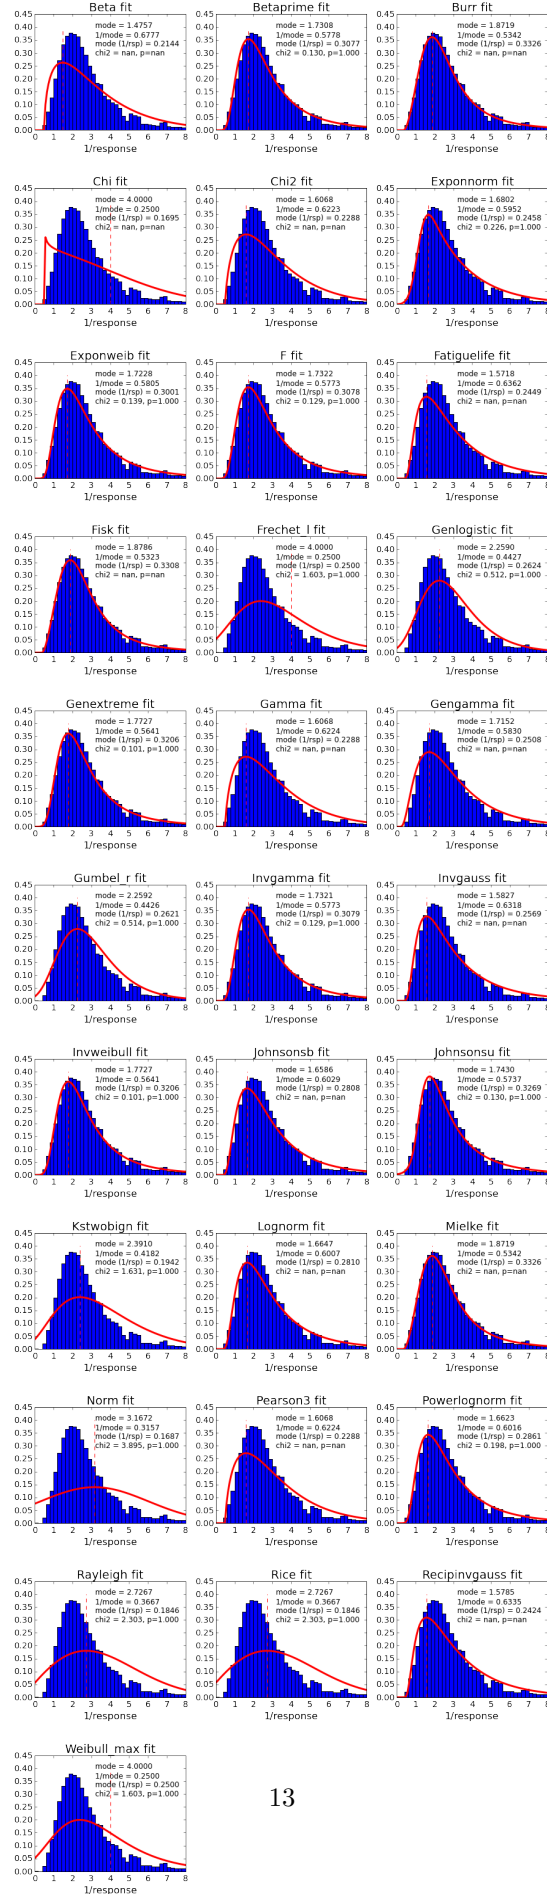 Beta fit Betaprime fit Burr fit
mode = 1.4757
1/mode = 0.6777
mode (1/rsp) = 0.2144
chi2 = nan, p=nan
mode = 1.7308
1/mode = 0.5778
mode (1/rsp) = 0.3077
chi2 = 0.130, p=1.000
mode = 1.8719
1/mode = 0.5342
mode (1/rsp) = 0.3326
chi2 = nan, p=nan
0.45
0.40
0.35
0.30
0.25
0.20
0.15
0.10
0.05
0.00
0 1 2 3 4 5 6 7 8
1/response 1/response 1/response
Chi fit Chi2 fit Exponnorm fit
mode = 4.0000
1/mode = 0.2500
mode (1/rsp) = 0.1695
chi2 = nan, p=nan
mode = 1.6068
1/mode = 0.6223
mode (1/rsp) = 0.2288
chi2 = nan, p=nan
mode = 1.6802
1/mode = 0.5952
mode (1/rsp) = 0.2458
chi2 = 0.226, p=1.000
1/response 1/response 1/response
Exponweib fit F fit Fatiguelife fit
mode = 1.7228
1/mode = 0.5805
mode (1/rsp) = 0.3001
chi2 = 0.139, p=1.000
mode = 1.7322
1/mode = 0.5773
mode (1/rsp) = 0.3078
chi2 = 0.129, p=1.000
mode = 1.5718
1/mode = 0.6362
mode (1/rsp) = 0.2449
chi2 = nan, p=nan
1/response 1/response 1/response
Fisk fit Frechet_l fit Genlogistic fit
mode = 1.8786
1/mode = 0.5323
mode (1/rsp) = 0.3308
chi2 = nan, p=nan
mode = 4.0000
1/mode = 0.2500
mode (1/rsp) = 0.2500
chi2 = 1.603, p=1.000
mode = 2.2590
1/mode = 0.4427
mode (1/rsp) = 0.2624
chi2 = 0.512, p=1.000
1/response 1/response 1/response
Genextreme fit Gamma fit Gengamma fit
mode = 1.7727
1/mode = 0.5641
mode (1/rsp) = 0.3206
chi2 = 0.101, p=1.000
mode = 1.6068
1/mode = 0.6224
mode (1/rsp) = 0.2288
chi2 = nan, p=nan
mode = 1.7152
1/mode = 0.5830
mode (1/rsp) = 0.2508
chi2 = nan, p=nan
1/response 1/response 1/response
Gumbel_r fit Invgamma fit Invgauss fit
mode = 2.2592
1/mode = 0.4426
mode (1/rsp) = 0.2621
chi2 = 0.514, p=1.000
mode = 1.7321
1/mode = 0.5773
mode (1/rsp) = 0.3079
chi2 = 0.129, p=1.000
mode = 1.5827
1/mode = 0.6318
mode (1/rsp) = 0.2569
chi2 = nan, p=nan
1/response 1/response 1/response
Invweibull fit Johnsonsb fit Johnsonsu fit
mode = 1.7727
1/mode = 0.5641
mode (1/rsp) = 0.3206
chi2 = 0.101, p=1.000
mode = 1.6586
1/mode = 0.6029
mode (1/rsp) = 0.2808
chi2 = nan, p=nan
mode = 1.7430
1/mode = 0.5737
mode (1/rsp) = 0.3269
chi2 = 0.130, p=1.000
1/response 1/response 1/response
Kstwobign fit Lognorm fit Mielke fit
mode = 2.3910
1/mode = 0.4182
mode (1/rsp) = 0.1942
chi2 = 1.631, p=1.000
mode = 1.6647
1/mode = 0.6007
mode (1/rsp) = 0.2810
chi2 = nan, p=nan
mode = 1.8719
1/mode = 0.5342
mode (1/rsp) = 0.3326
chi2 = nan, p=nan
1/response 1/response 1/response
Norm fit Pearson3 fit Powerlognorm fit
mode = 3.1672
1/mode = 0.3157
mode (1/rsp) = 0.1687
chi2 = 3.895, p=1.000
mode = 1.6068
1/mode = 0.6224
mode (1/rsp) = 0.2288
chi2 = nan, p=nan
mode = 1.6623
1/mode = 0.6016
mode (1/rsp) = 0.2861
chi2 = 0.198, p=1.000
1/response 1/response 1/response
Rayleigh fit Rice fit Recipinvgauss fit
mode = 2.7267
1/mode = 0.3667
mode (1/rsp) = 0.1846
chi2 = 2.303, p=1.000
mode = 2.7267
1/mode = 0.3667
mode (1/rsp) = 0.1846
chi2 = 2.303, p=1.000
mode = 1.5785
1/mode = 0.6335
mode (1/rsp) = 0.2424
chi2 = nan, p=nan
1/response 1/response 1/response
Weibull_max fit
mode = 4.0000
1/mode = 0.2500
mode (1/rsp) = 0.2500
chi2 = 1.603, p=1.000
1/response
13